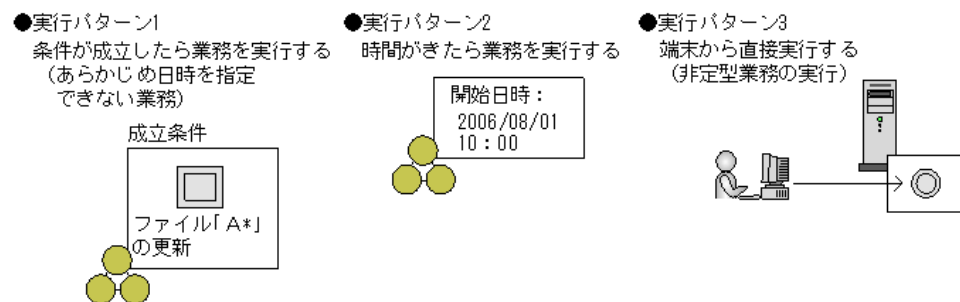 ●実行パターン1
条件が成立したら業務を実行する
(あらかじめ日時を指定
できない業務)
成立条件
ファイル「A*」
の更新
●実行パターン2
時間がきたら業務を実行する
開始日時：
2006/08/01
10：00
●実行パターン3
端末から直接実行する
(非定型業務の実行)